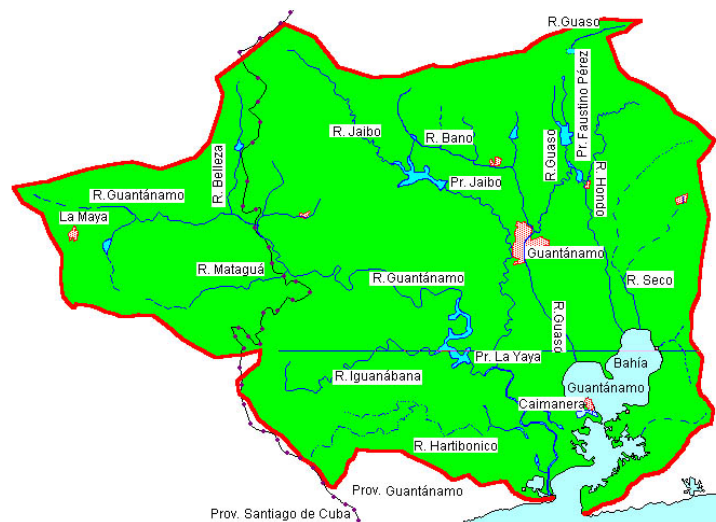 R.Guaso
Pr. Faustino Pérez
R. Jaibo
R. Bano
R.Guaso
R. Belleza
R. Hondo
Pr. Jaibo
R.Guantánamo
La Maya
Guantánamo
R. Mataguá
R.Guantánamo
R. Seco
R.Guaso
Pr. La Yaya
Bahía
Guantánamo
R. Iguanábana
Caimanera
R. Hartibonico
Prov. Guantánamo
Prov. Santiago de Cuba